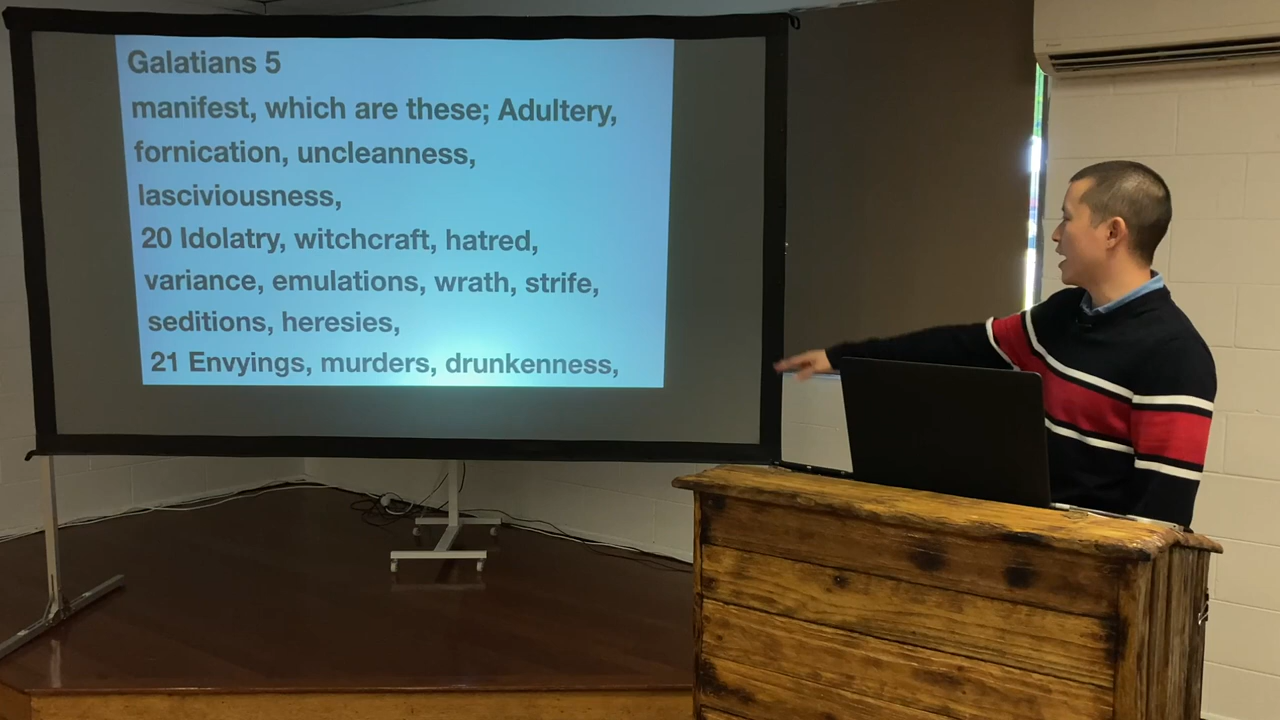 Galatians 5
manifest, which are these; Adultery,
fornication, uncleanness,
lasciviousness,
20 Idolatry, witchcraft, hatred,
variance, emulations, wrath, strife,
seditions, heresies,
21 Envyings, murders, drunkenness,